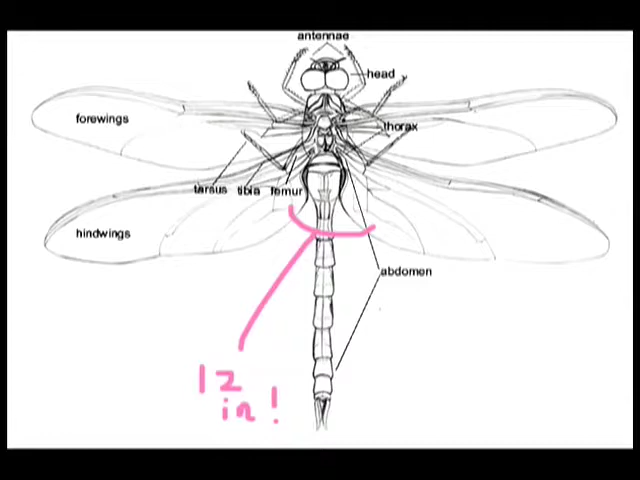 antennae
head
forewings
thorax
tarsus tibia femur
hindwings
abdomen
12
in!